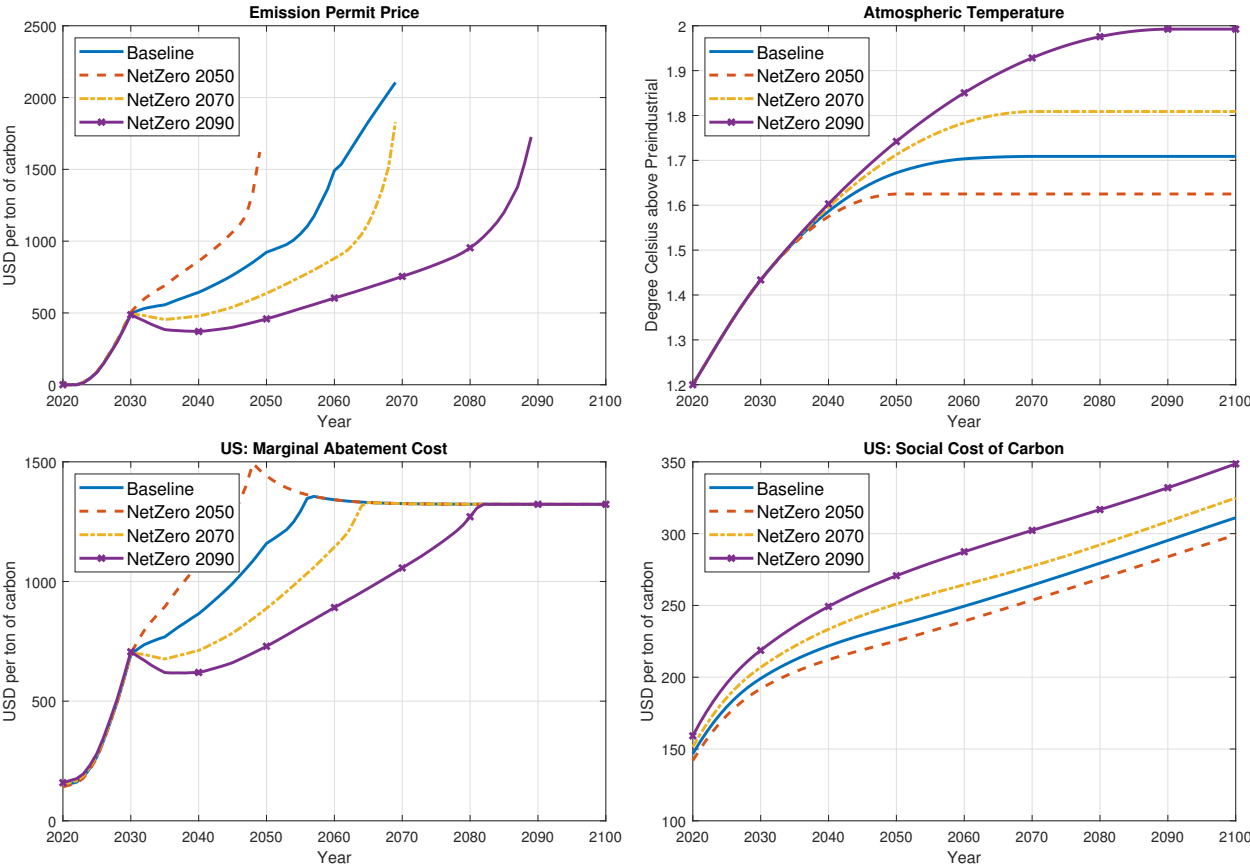 Emission Permit Price
2500
2000
1500
1000
500
0
USD per ton of carbon
Baseline
NetZero 2050
NetZero 2070
NetZero 2090
2020 2030 2040 2050 2060 2070 2080 2090 2100
Year
Atmospheric Temperature
2
1.9
1.8
1.7
1.6
1.5
1.4
1.3
1.2
Degree Celsius above Preindustrial
Baseline
NetZero 2050
NetZero 2070
NetZero 2090
2020 2030 2040 2050 2060 2070 2080 2090 2100
Year
US: Marginal Abatement Cost
1500
1000
500
0
USD per ton of carbon
Baseline
NetZero 2050
NetZero 2070
NetZero 2090
2020 2030 2040 2050 2060 2070 2080 2090 2100
Year
US: Social Cost of Carbon
350
300
250
200
150
100
USD per ton of carbon
Baseline
NetZero 2050
NetZero 2070
NetZero 2090
2020 2030 2040 2050 2060 2070 2080 2090 2100
Year